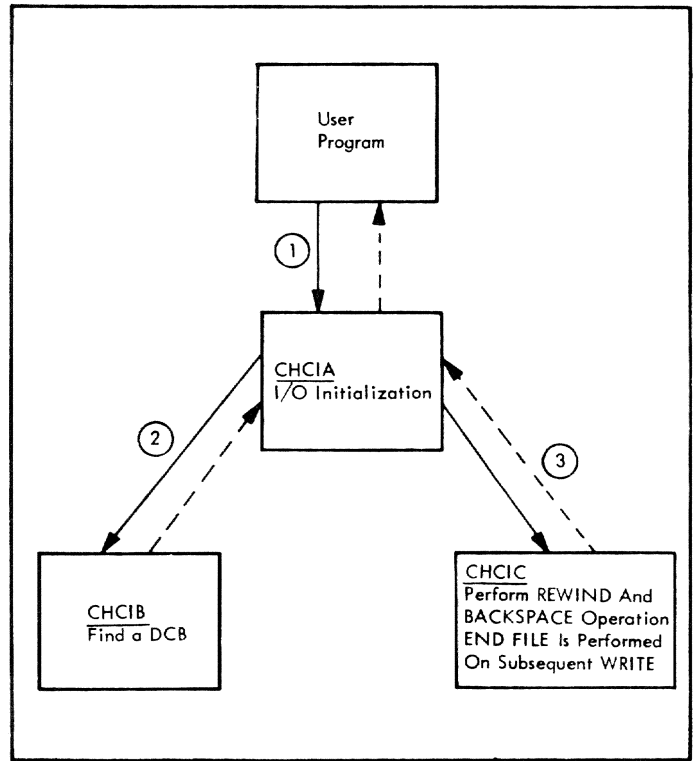 User
Program
1
CHCIA
I/O Initialization
2
3
CHCIB
Find a DCB
CHCIC
Perform REWIND And
BACKSPACE Operation
END FILE Is Performed
On Subsequent WRITE